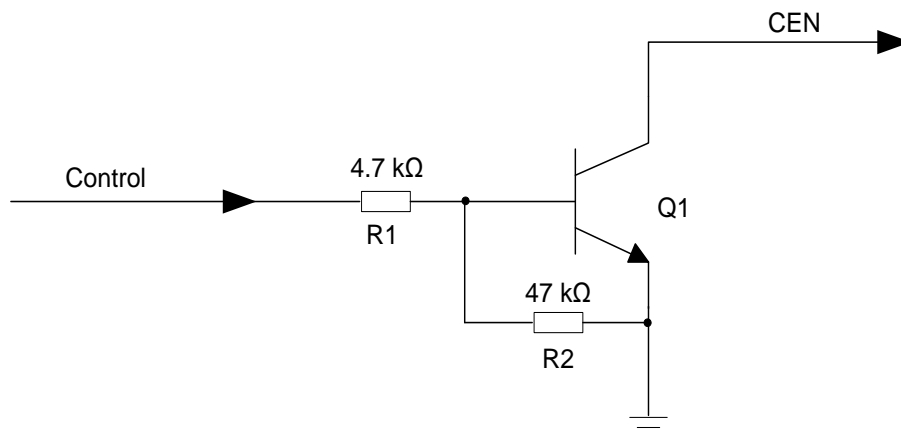 CEN
4.7 kΩ
Control
Q1
R1
47 kΩ
R2